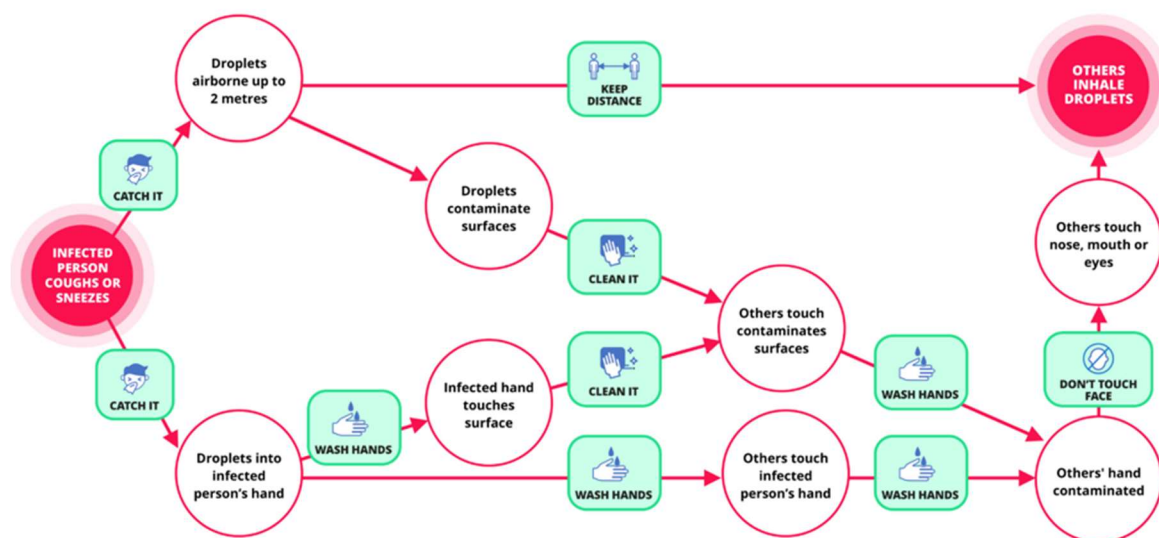 Droplets
airborne up to
2 metres
KEEP
DISTANCE
OTHERS
INHALE
DROPLETS
CATCH IT
Droplets
contaminate
surfaces
Others touch
nose, mouth or
eyes
INFECTED
PERSON
COUGHS OR
SNEEZES
CLEAN IT
Others touch
contaminates
surfaces
CATCH IT
Infected hand
touches
surface
CLEAN IT
WASH HANDS
DON'T TOUCH
FACE
WASH HANDS
Droplets into
infected
person's hand
WASH HANDS
Others touch
infected
person's hand
WASH HANDS
Others' hand
contaminated